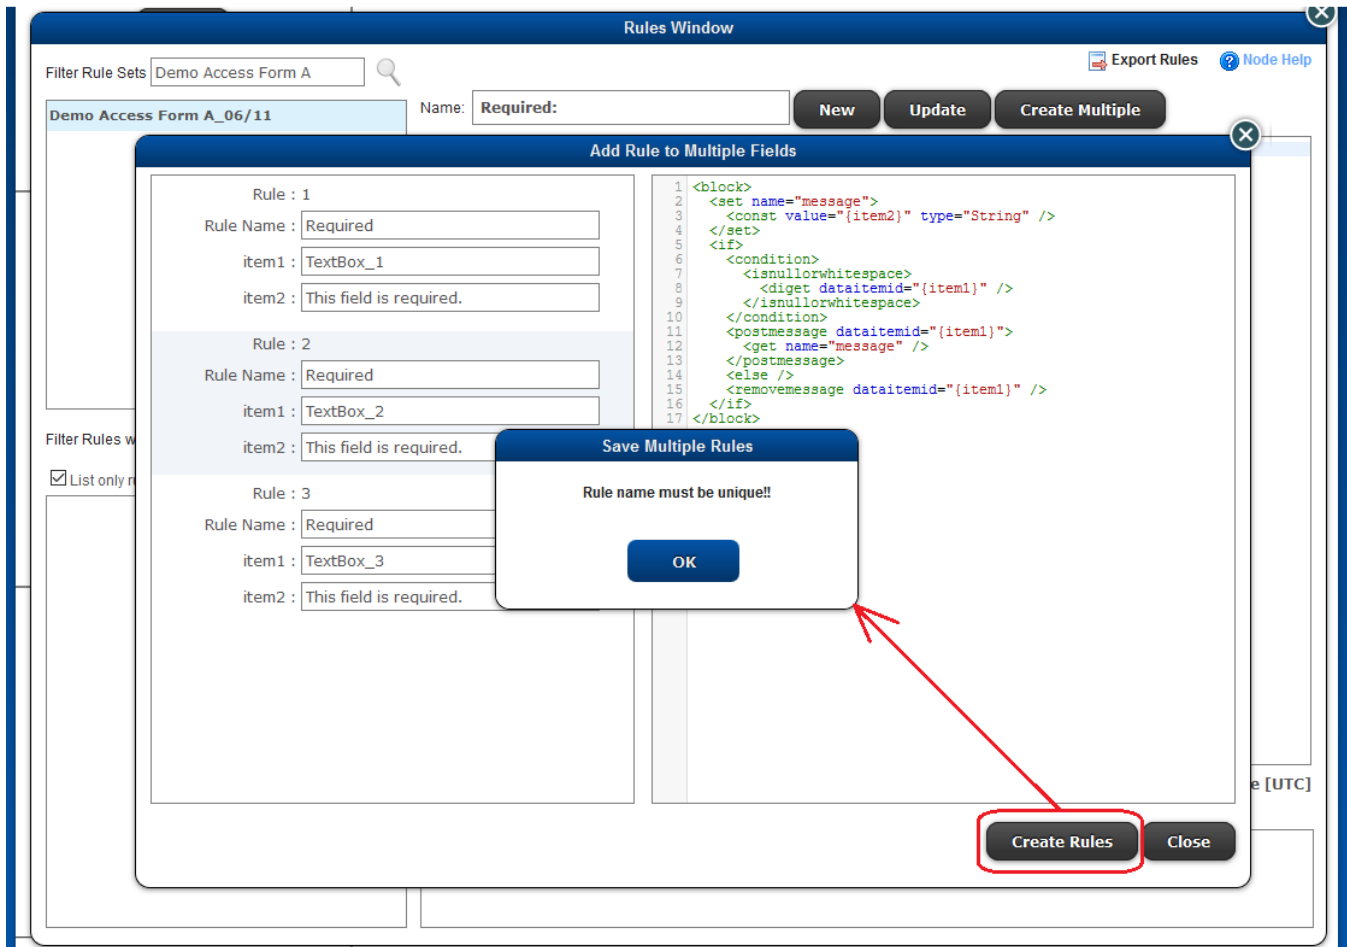 Rules Window
Export Rules
Node Help
Filter Rule Sets Demo Access Form A
Demo Access Form A_06/11
Name: Required:
New
Update
Create Multiple
Add Rule to Multiple Fields
Rule : 1
Rule Name : Required
item1 : TextBox_1
item2 : This field is required.
Rule : 2
Rule Name : Required
item1 : TextBox_2
item2 : This field is required.
Rule : 3
Rule Name : Required
item1 : TextBox_3
item2 : This field is required.
1 <block>
2 <set name="message">
3 <const value="{item2}" type="String" />
4 </set>
5 <if>
6 <condition>
7 <isnullorwhitespace>
8 <diget dataitemid="{item1}" />
9 </isnullorwhitespace>
10 </condition>
11 <postmessage dataitemid="{item1}">
12 <get name="message" />
13 </postmessage>
14 <else />
15 <removemessage dataitemid="{item1}" />
16 </if>
17 </block>
Filter Rules w
List only ru
Save Multiple Rules
Rule name must be unique!!
OK
e [UTC]
Create Rules
Close